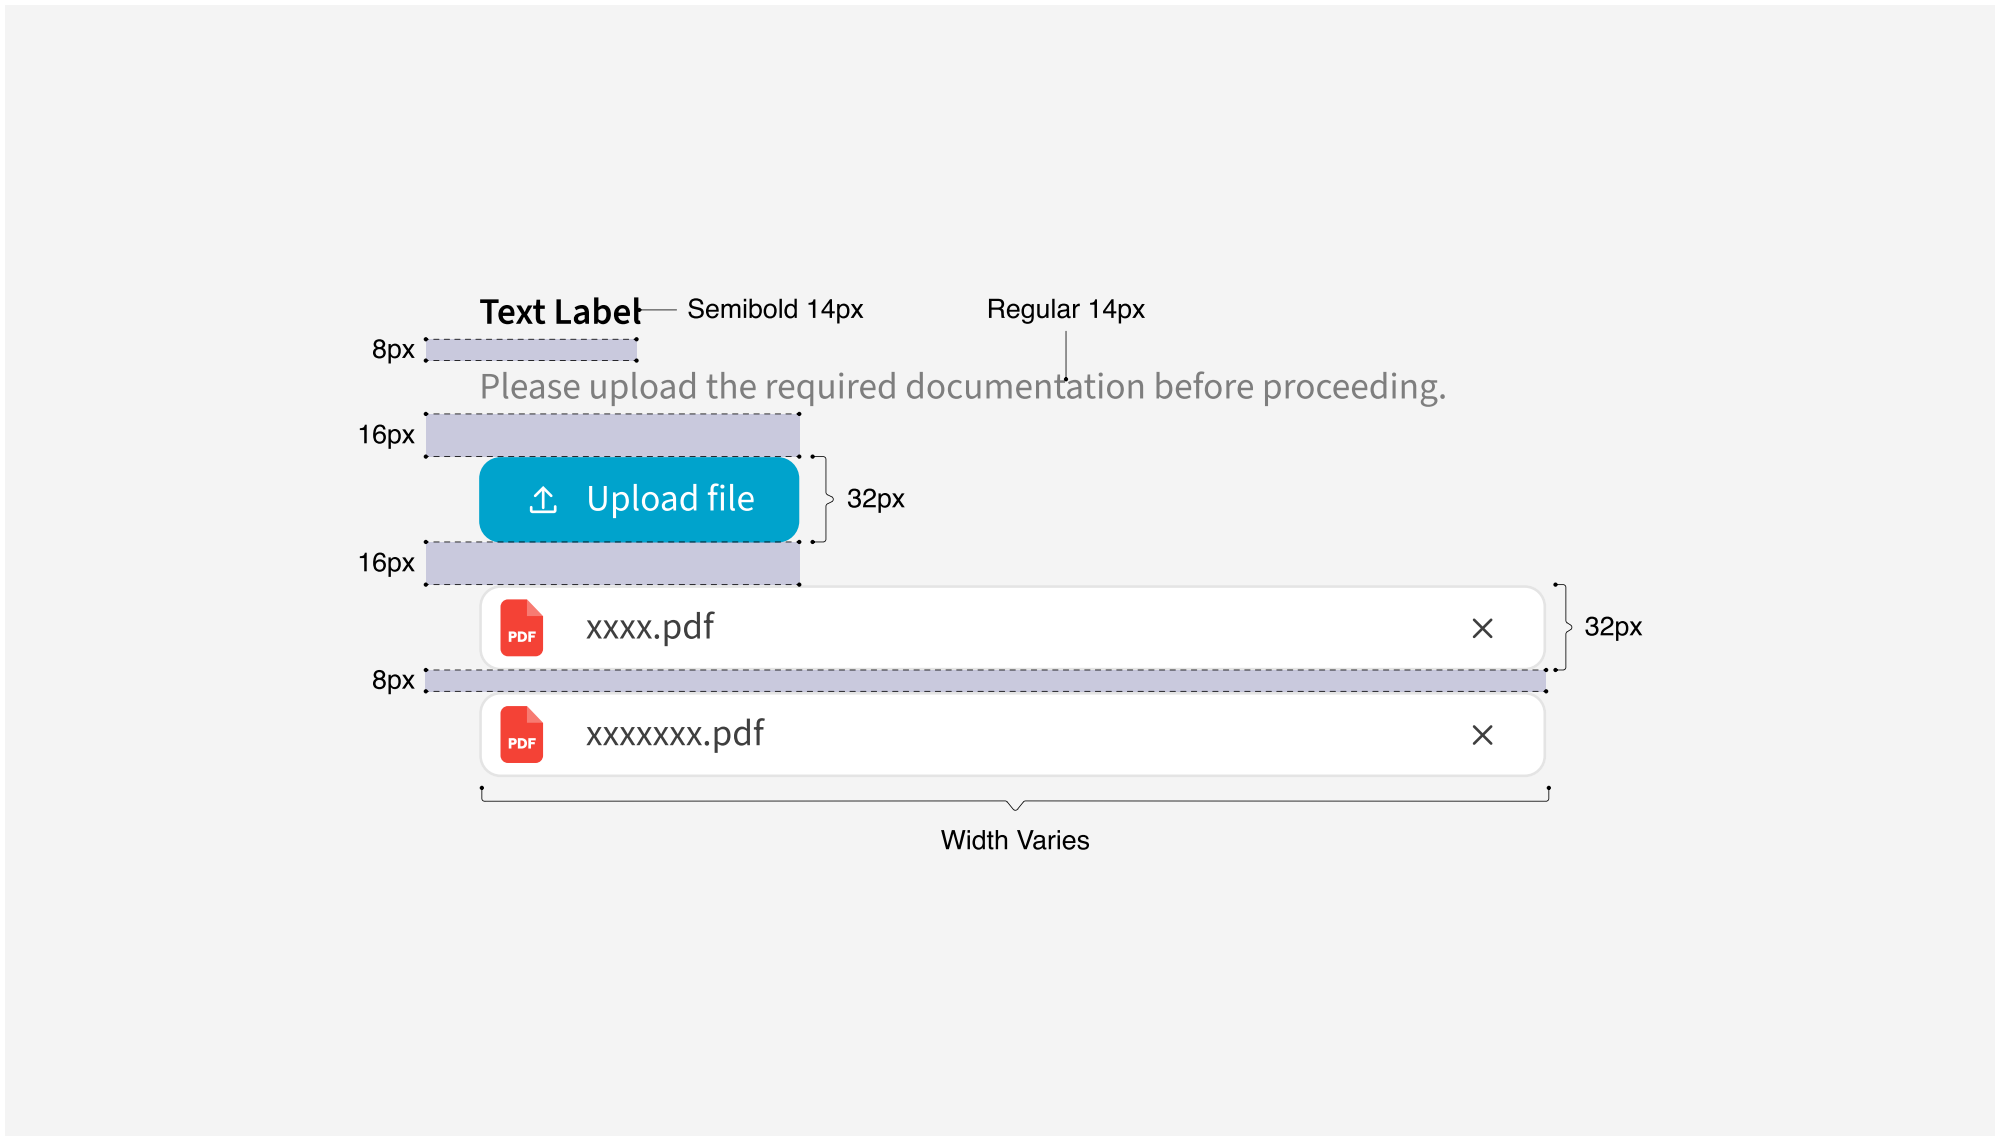 Text Label
Semibold 14px
Regular 14px
8px
Please upload the required documentation before proceeding.
16px
Upload file
32px
16px
PDF
xxxx.pdf
32px
8px
PDF
xxxxxxx.pdf
Width Varies